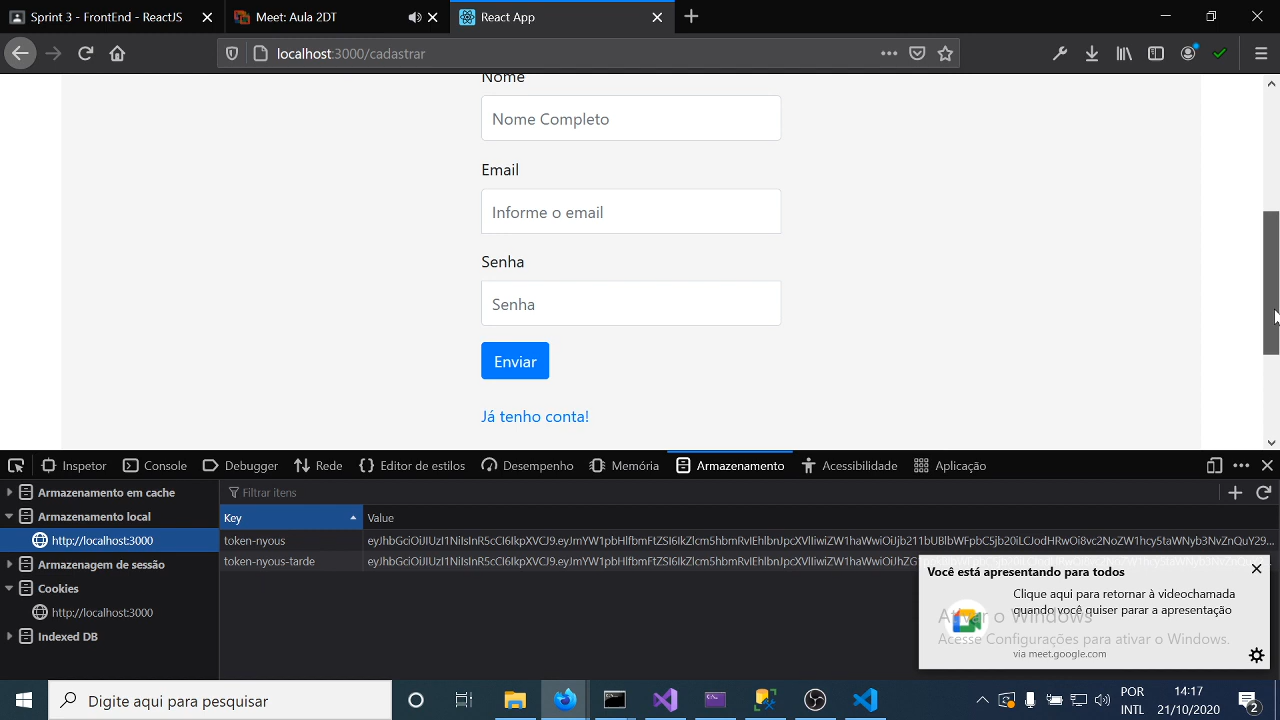 Sprint 3 - FrontEnd - ReactJS
Meet: Aula 2DT
React App
localhost:3000/cadastrar
Nome
Nome Completo
Email
Informe o email
Senha
Senha
Enviar
Já tenho conta!
Inspetor
Console
Debugger
Rede
Editor de estilos
Desempenho
Memória
Armazenamento
Acessibilidade
Aplicação
Armazenamento em cache
Armazenamento local
http://localhost:3000
Armazenagem de sessão
Cookies
http://localhost:3000
Indexed DB
Filtrar itens
Key
Value
token-nyous
token-nyous-tarde
Você está apresentando para todos
Clique aqui para retornar à videochamada
quando você quiser parar a apresentação
via meet.google.com
Ativar o Windows
Acesse Configurações para ativar o Windows.
Digite aqui para pesquisar
POR
INTL
14:17
21/10/2020
2